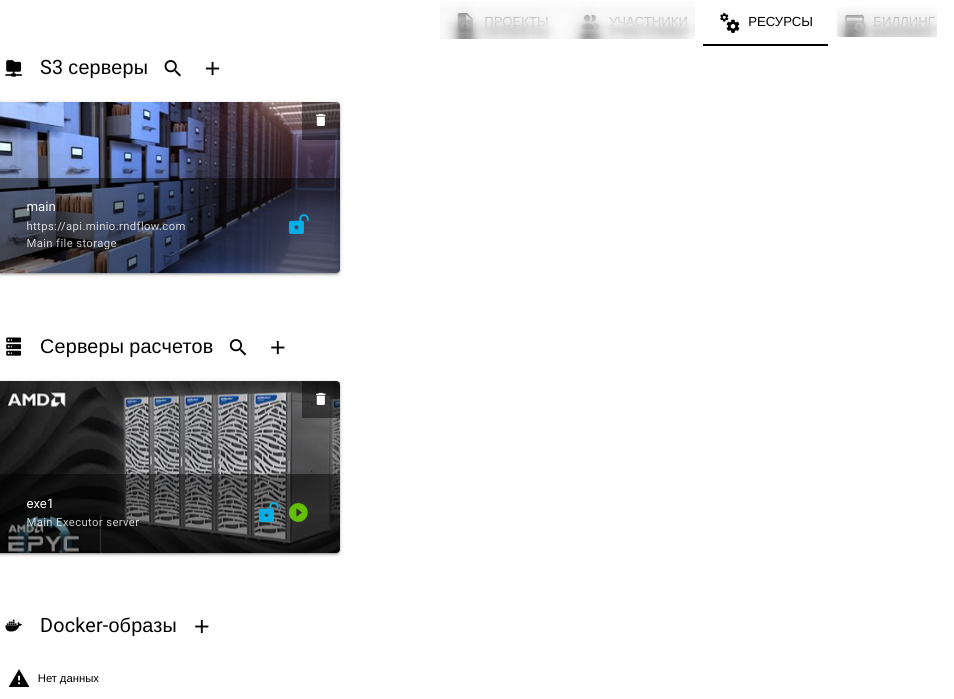 ПРОЕКТЫ
УЧАСТНИКИ
РЕСУРСЫ
БИЛЛИНГ
S3 серверы
main
https://api.minio.rndflow.com
Main file storage
Серверы расчетов
AMD
exe1
Main Executor server
AMD
EPYC
Docker-образы
Нет данных